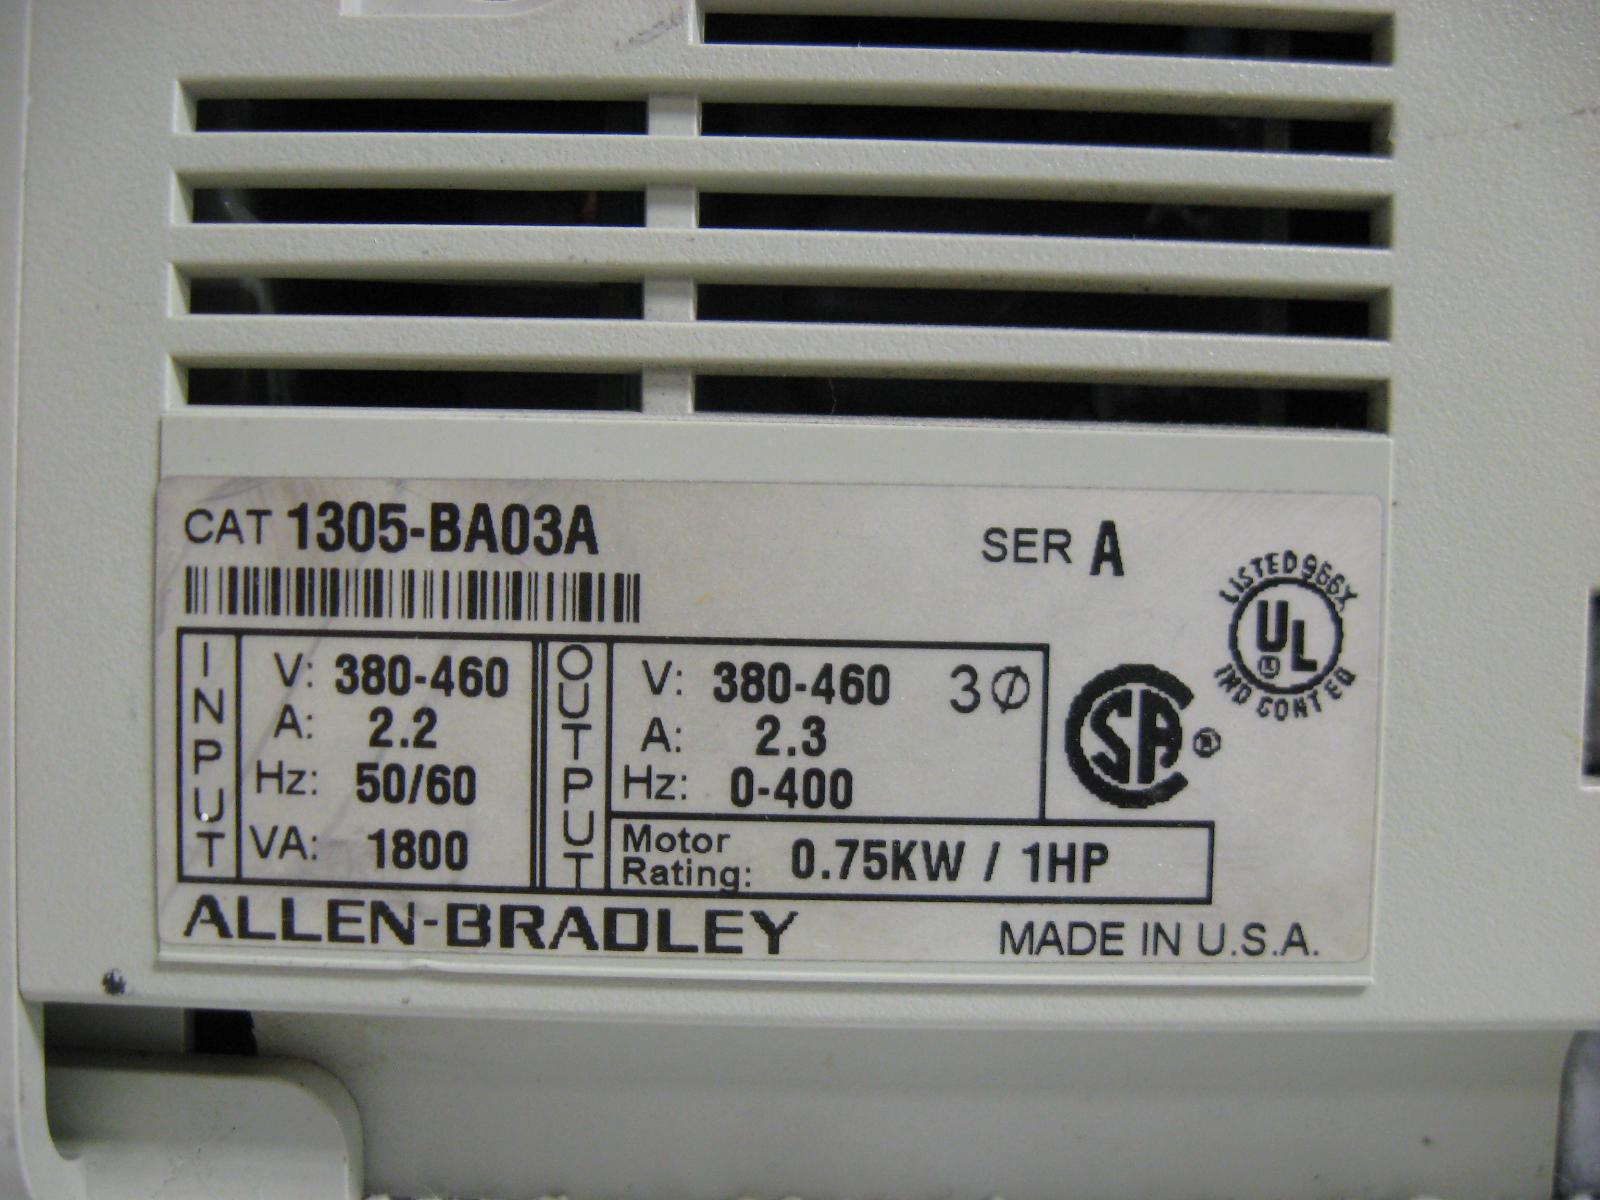 CAT 1305-BA03A
SER A
LISTED 966X
UL
IND CONT EQ
INPUT
V: 380-460
A: 2.2
Hz: 50/60
VA: 1800
OUTPUT
V: 380-460 3Ø
A: 2.3
Hz: 0-400
Motor
Rating: 0.75KW / 1HP
SA ®
ALLEN-BRADLEY
MADE IN U.S.A.